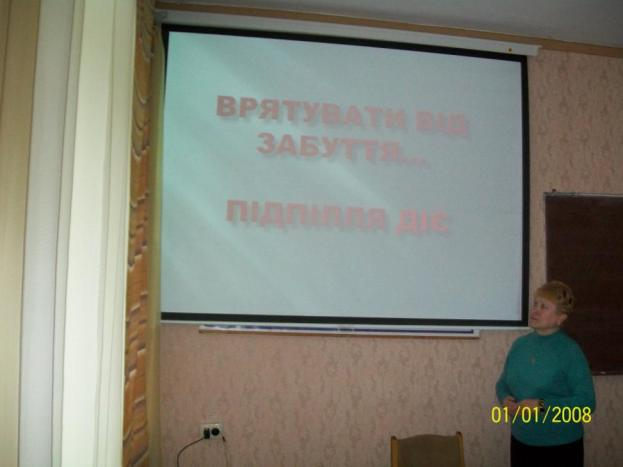 ВРЯТУВАТИ ВІД
ЗАБУТТЯ...
ПІДПІЛЛЯ ДІЄ
01/01/2008